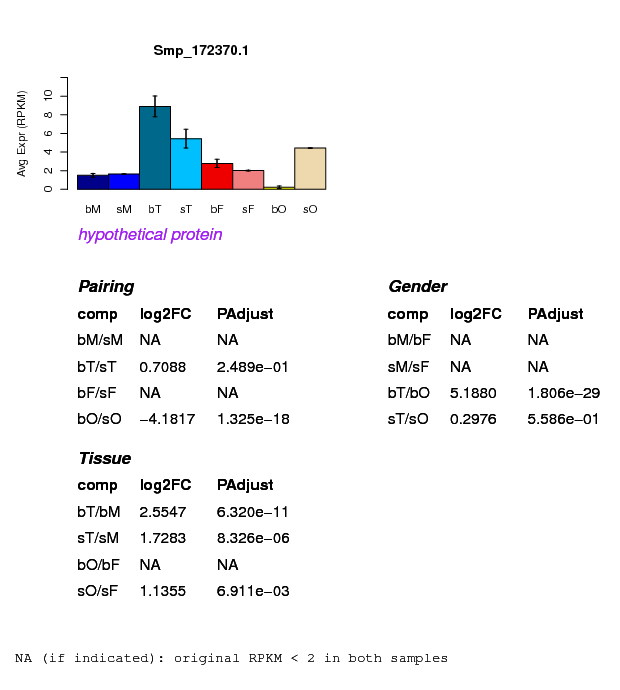 Smp_172370.1
Avg Expr (RPKM)
10
8
6
4
2
0
bM sM bT sT bF sF bO sO
hypothetical protein
Pairing
comp log2FC PAdjust
bM/sM NA NA
bT/sT 0.7088 2.489e−01
bF/sF NA NA
bO/sO −4.1817 1.325e−18
Gender
comp log2FC PAdjust
bM/bF NA NA
sM/sF NA NA
bT/bO 5.1880 1.806e−29
sT/sO 0.2976 5.586e−01
Tissue
comp log2FC PAdjust
bT/bM 2.5547 6.320e−11
sT/sM 1.7283 8.326e−06
bO/bF NA NA
sO/sF 1.1355 6.911e−03
NA (if indicated): original RPKM < 2 in both samples